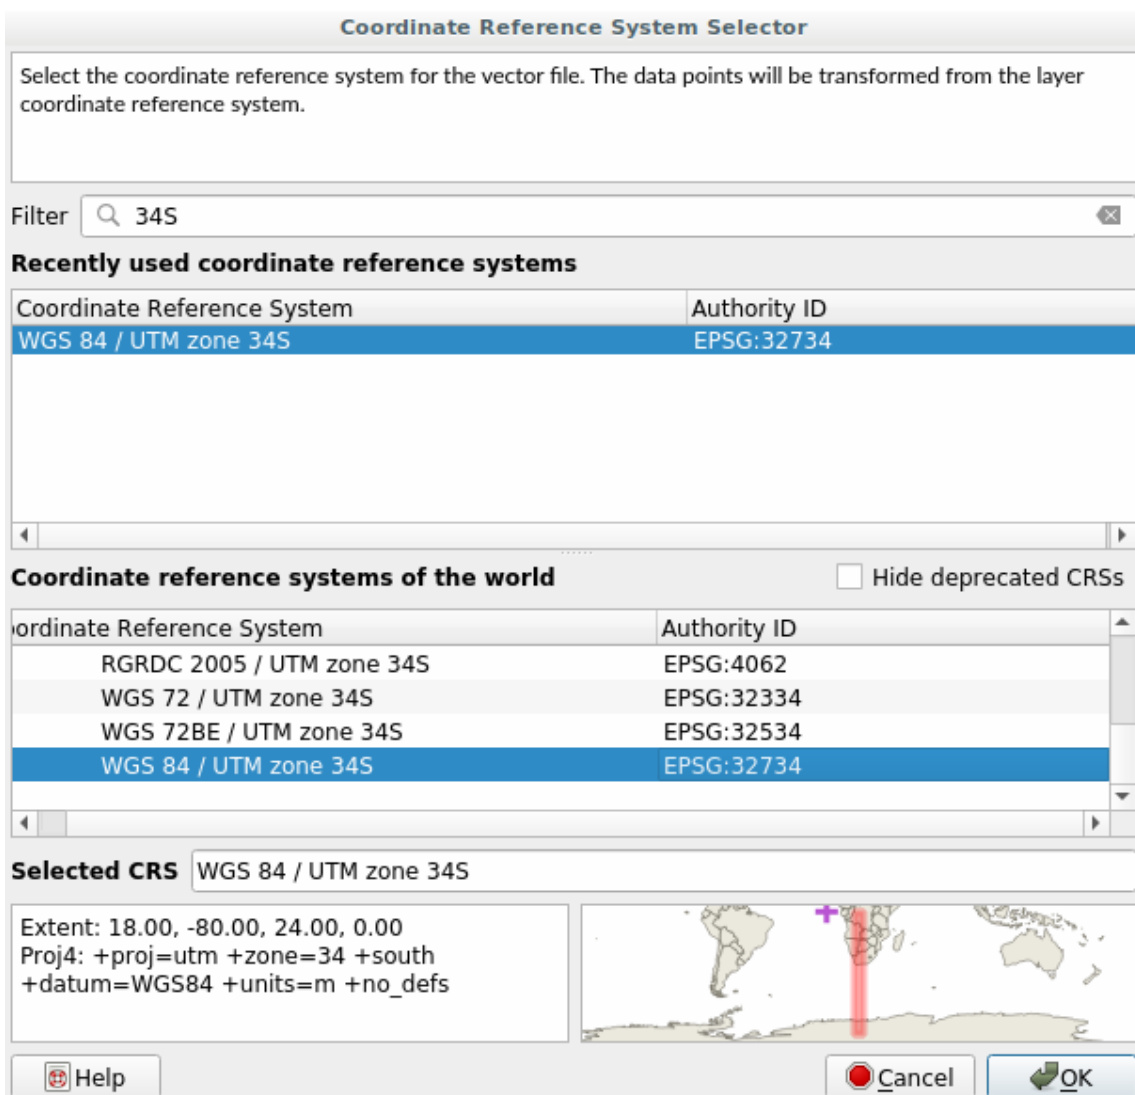 Coordinate Reference System Selector
Select the coordinate reference system for the vector file. The data points will be transformed from the layer
coordinate reference system.
Filter 34S
Recently used coordinate reference systems
Coordinate Reference System Authority ID
WGS 84 / UTM zone 34S EPSG:32734
Coordinate reference systems of the world Hide deprecated CRSs
ordinate Reference System Authority ID
RGRDC 2005 / UTM zone 34S EPSG:4062
WGS 72 / UTM zone 34S EPSG:32334
WGS 72BE / UTM zone 34S EPSG:32534
WGS 84 / UTM zone 34S EPSG:32734
Selected CRS WGS 84 / UTM zone 34S
Extent: 18.00, -80.00, 24.00, 0.00
Proj4: +proj=utm +zone=34 +south
+datum=WGS84 +units=m +no_defs
Help Cancel OK